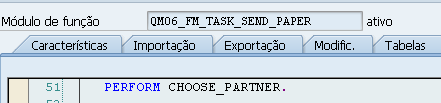 Módulo de função QM06_FM_TASK_SEND_PAPER ativo
Características Importação Exportação Modific. Tabelas
51 PERFORM CHOOSE_PARTNER.